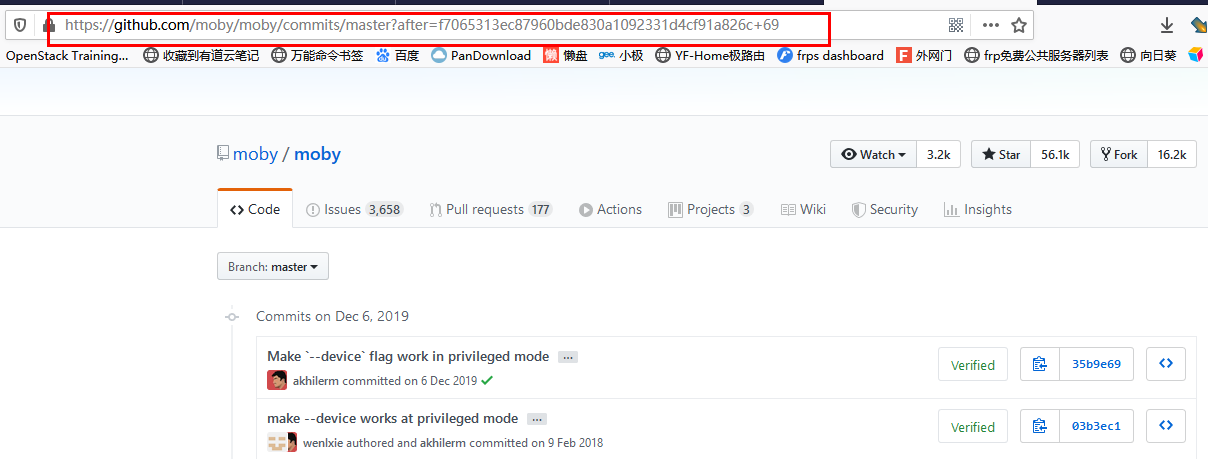 https://github.com/moby/moby/commits/master?after=f7065313ec87960bde830a1092331d4cf91a826c+69
OpenStack Training... 收藏到有道云笔记 万能命令书签 百度 PanDownload 懒 懒盘 gee. 小极 YF-Home极路由 frps dashboard F 外网门 frp免费公共服务器列表 向日葵
moby / moby
Watch 3.2k Star 56.1k Fork 16.2k
Code Issues 3,658 Pull requests 177 Actions Projects 3 Wiki Security Insights
Branch: master
Commits on Dec 6, 2019
Make `--device` flag work in privileged mode ...
akhilerm committed on 6 Dec 2019
Verified 35b9e69
make --device works at privileged mode ...
wenlxie authored and akhilerm committed on 9 Feb 2018
Verified 03b3ec1